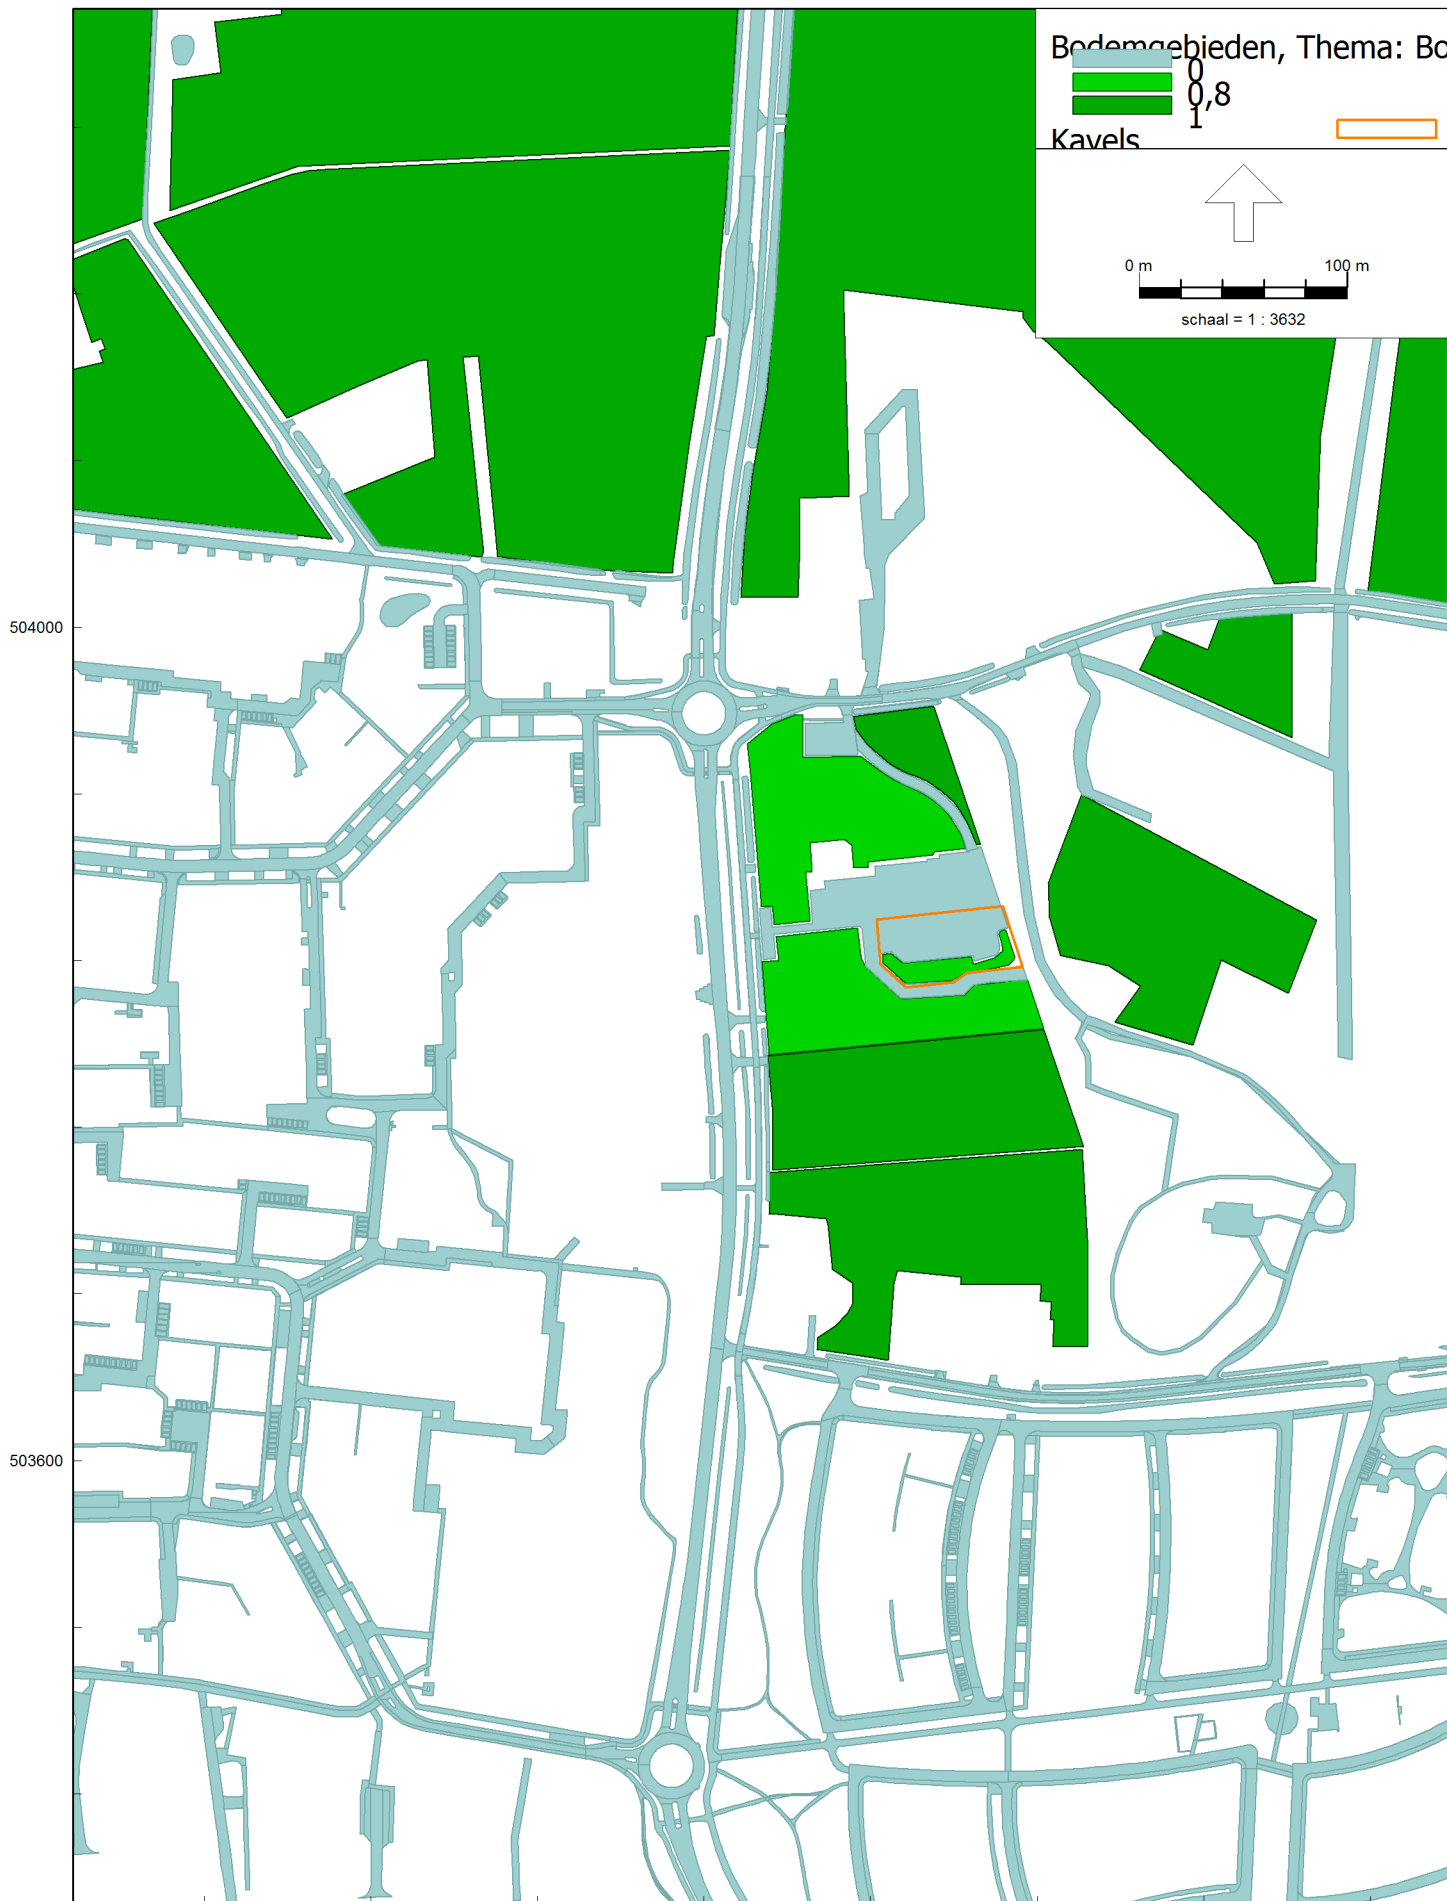 Bodemgebieden, Thema: Bo
0
0,8
1
Kavels
0 m 100 m
schaal = 1 : 3632
504000
503600